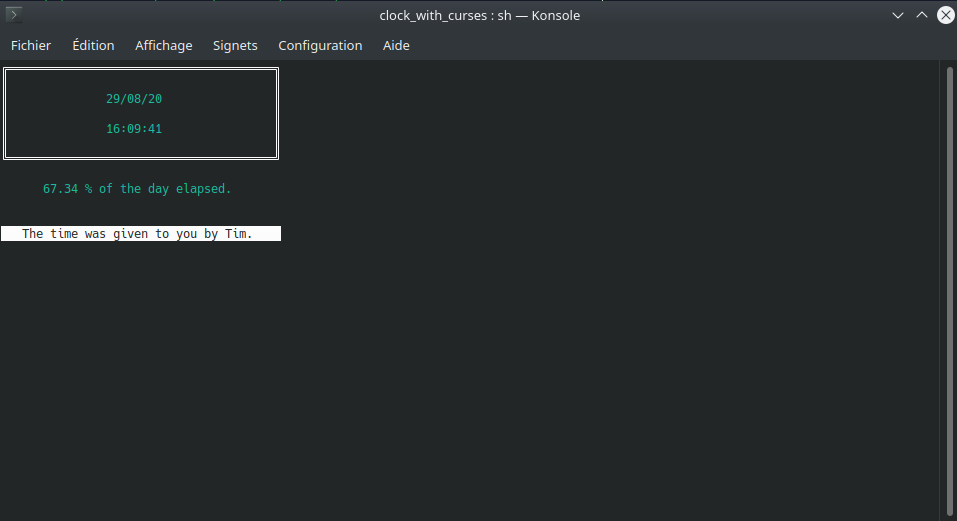 clock_with_curses : sh — Konsole
Fichier Édition Affichage Signets Configuration Aide
29/08/20
16:09:41
67.34 % of the day elapsed.
The time was given to you by Tim.